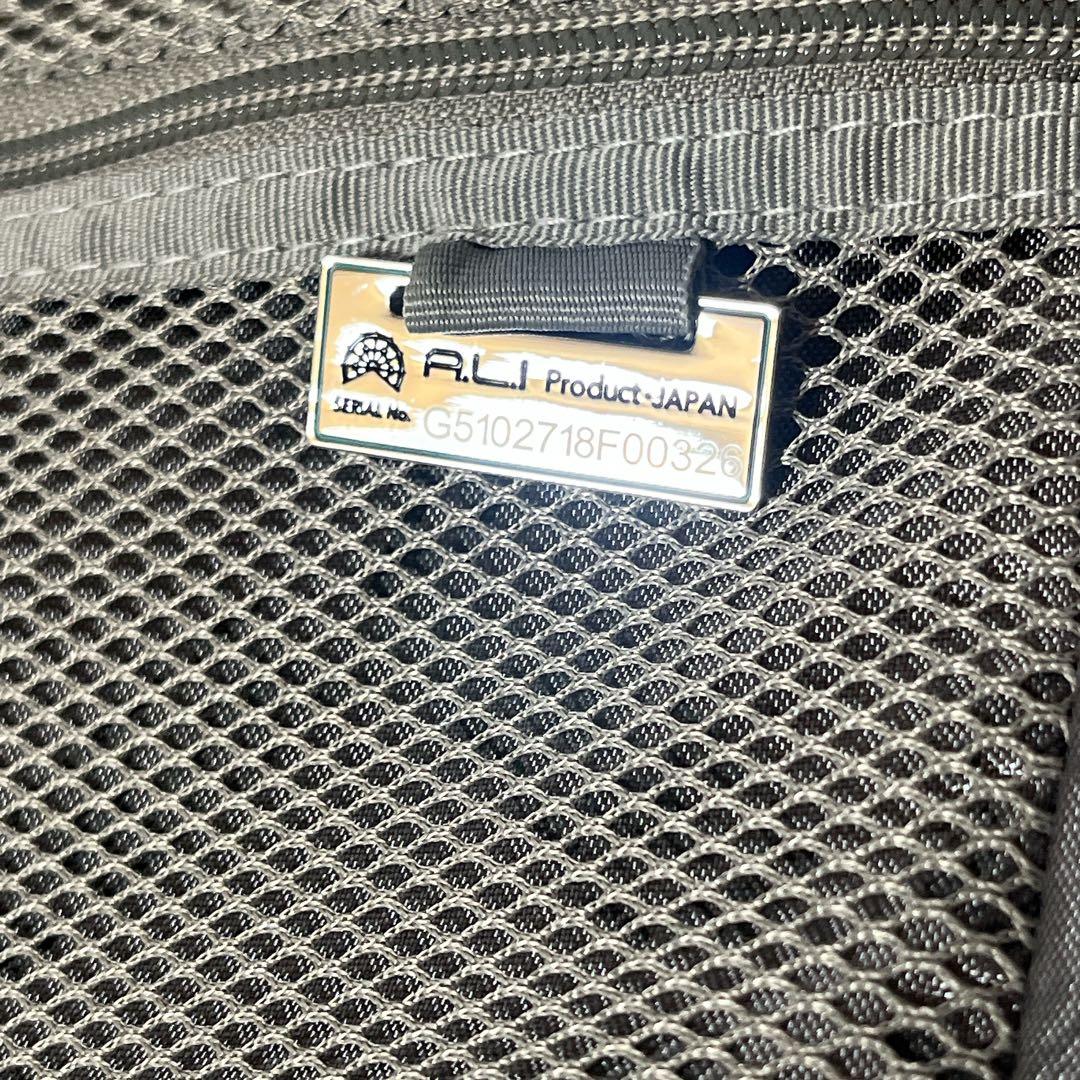 A.L.I Product・JAPAN
SERIAL No. G5102718F00326